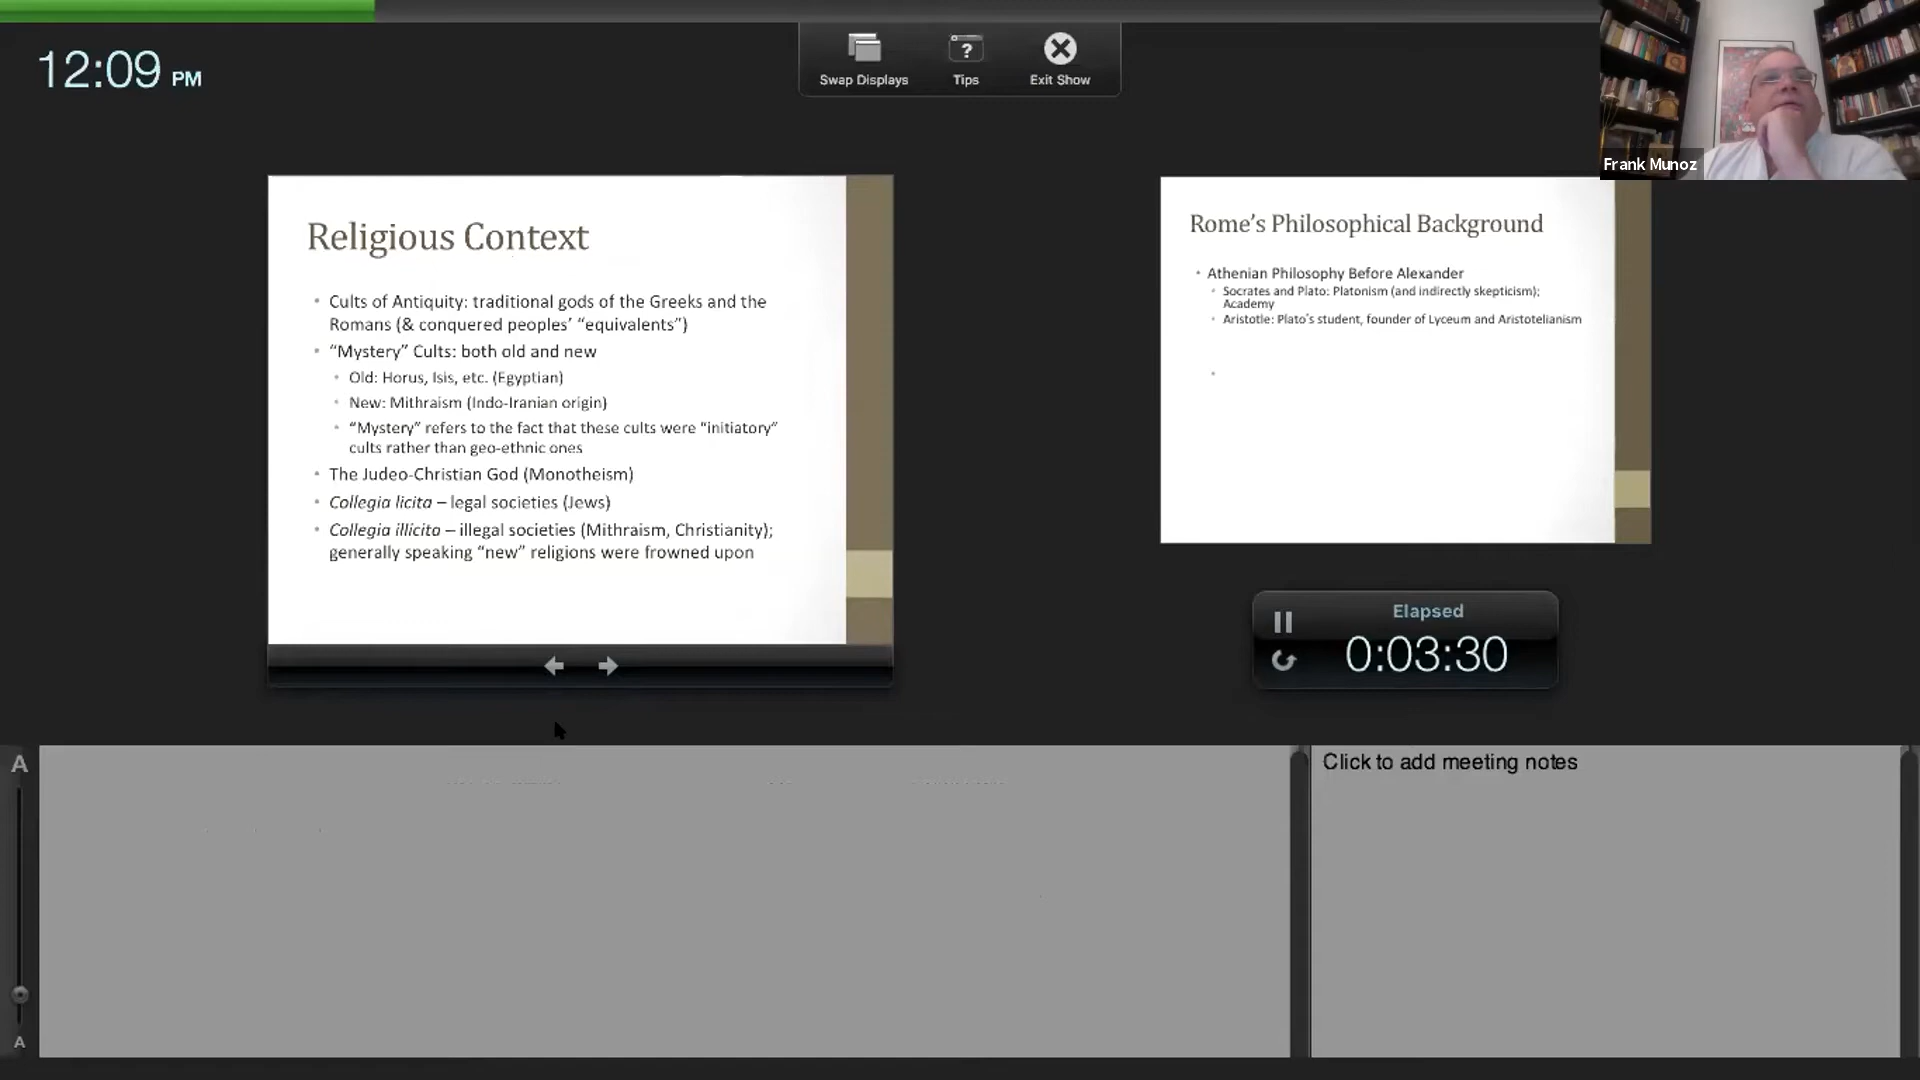 12:09 PM
Swap Displays
Tips
Exit Show
Frank Munoz
Religious Context
• Cults of Antiquity: traditional gods of the Greeks and the
Romans (& conquered peoples’ “equivalents”)
• “Mystery” Cults: both old and new
• Old: Horus, Isis, etc. (Egyptian)
• New: Mithraism (Indo-Iranian origin)
• “Mystery” refers to the fact that these cults were “initiatory”
cults rather than geo-ethnic ones
• The Judeo-Christian God (Monotheism)
• Collegia licita – legal societies (Jews)
• Collegia illicita – illegal societies (Mithraism, Christianity);
generally speaking “new” religions were frowned upon
Rome’s Philosophical Background
• Athenian Philosophy Before Alexander
• Socrates and Plato: Platonism (and indirectly skepticism);
Academy
• Aristotle: Plato’s student, founder of Lyceum and Aristotelianism
Elapsed
0:03:30
A
A
Click to add meeting notes